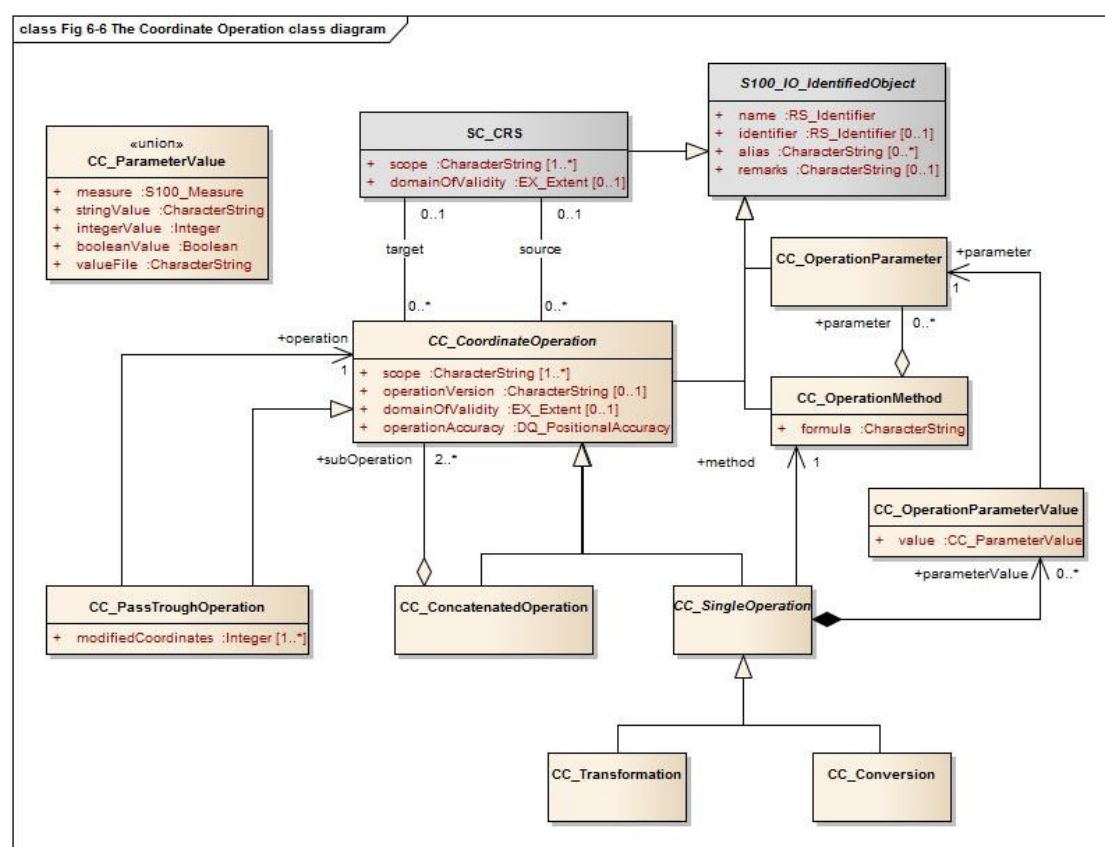 class Fig 6-6 The Coordinate Operation class diagram
S100_IO_IdentifiedObject
+ name :RS_Identifier
+ identifier :RS_Identifier [0..1]
+ alias :CharacterString [0..*]
+ remarks :CharacterString [0..1]
SC_CRS
+ scope :CharacterString [1..*]
+ domainOfValidity :EX_Extent [0..1]
«union»
CC_ParameterValue
+ measure :S100_Measure
+ stringValue :CharacterString
+ integerValue :Integer
+ booleanValue :Boolean
+ valueFile :CharacterString
0..1
0..1
target
source
0..*
0..*
CC_OperationParameter
+parameter
1
+parameter
0..*
+operation
1
CC_CoordinateOperation
+ scope :CharacterString [1..*]
+ operationVersion :CharacterString [0..1]
+ domainOfValidity :EX_Extent [0..1]
+ operationAccuracy :DQ_PositionalAccuracy
CC_OperationMethod
+ formula :CharacterString
+subOperation
2..*
+method
1
CC_OperationParameterValue
+ value :CC_ParameterValue
+parameterValue
0..*
CC_PassTroughOperation
+ modifiedCoordinates :Integer [1..*]
CC_ConcatenatedOperation
CC_SingleOperation
CC_Transformation
CC_Conversion